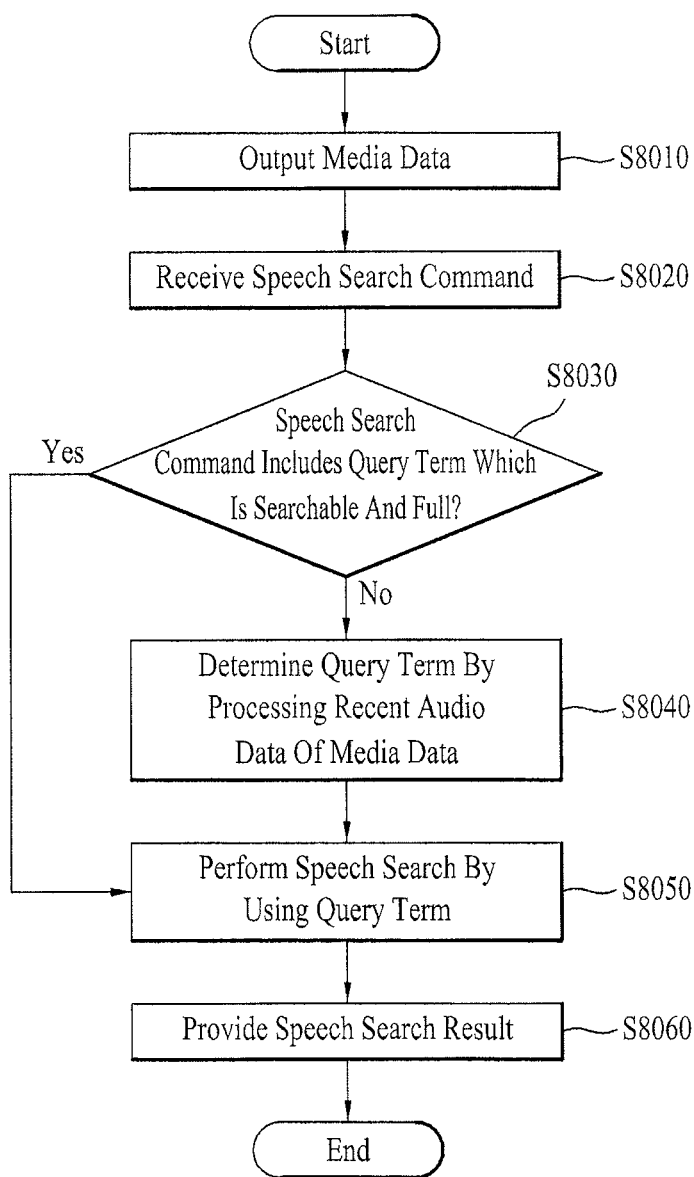 Start
Output Media Data
S8010
Receive Speech Search Command
S8020
S8030
Speech Search
Command Includes Query Term Which
Is Searchable And Full?
Yes
No
Determine Query Term By
Processing Recent Audio
Data Of Media Data
S8040
Perform Speech Search By
Using Query Term
S8050
Provide Speech Search Result
S8060
End